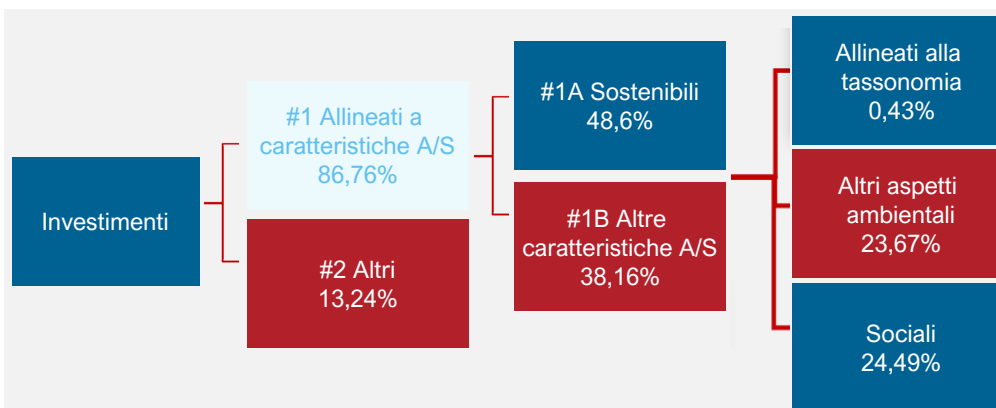 Investimenti
#1 Allineati a
caratteristiche A/S
86,76%
#2 Altri
13,24%
#1A Sostenibili
48,6%
#1B Altre
caratteristiche A/S
38,16%
Allineati alla
tassonomia
0,43%
Altri aspetti
ambientali
23,67%
Sociali
24,49%